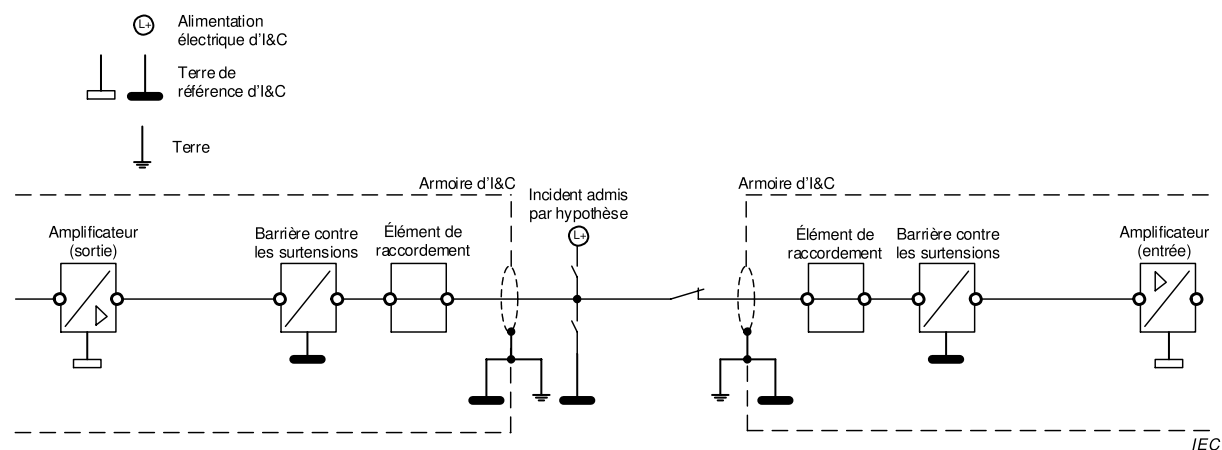 L+
Alimentation
électrique d'I&C
Terre de
référence d'I&C
Terre
Armoire d'I&C
Incident admis
par hypothèse
L+
Armoire d'I&C
Amplificateur
(sortie)
Barrière contre
les surtensions
Élément de
raccordement
Élément de
raccordement
Barrière contre
les surtensions
Amplificateur
(entrée)
IEC